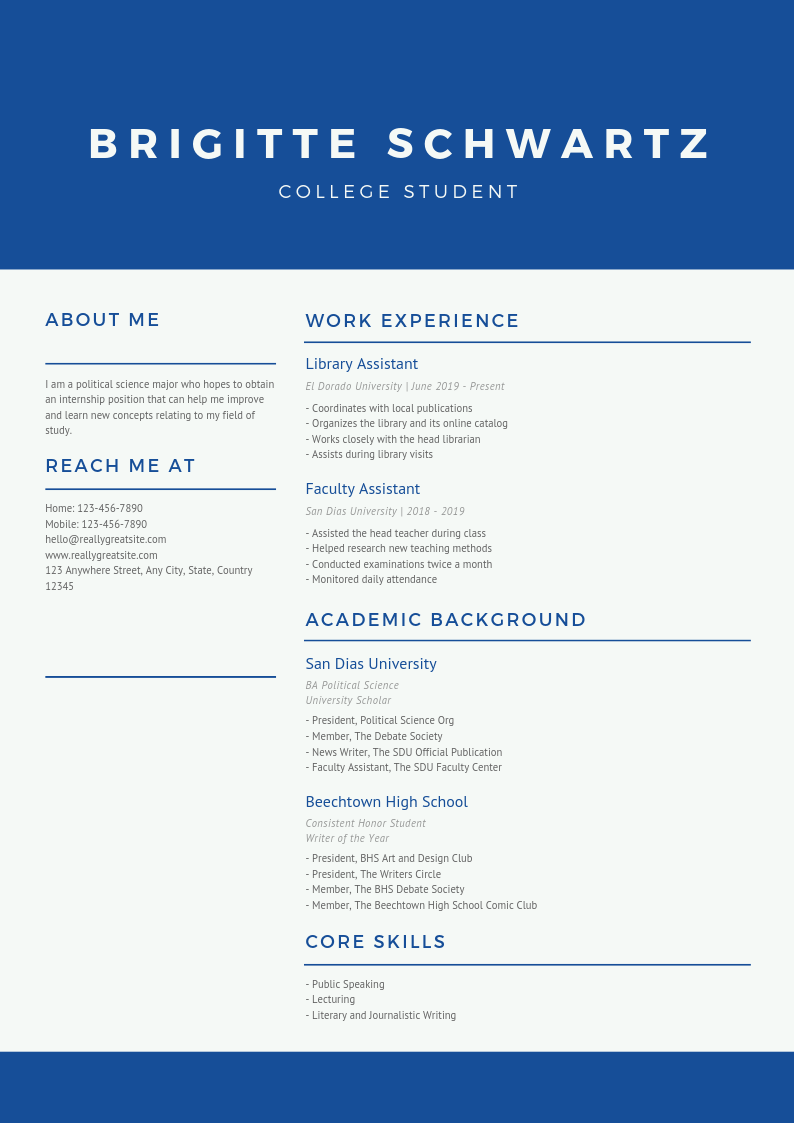 BRIGITTE SCHWARTZ
COLLEGE STUDENT
ABOUT ME
I am a political science major who hopes to obtain
an internship position that can help me improve
and learn new concepts relating to my field of
study.
REACH ME AT
Home: 123-456-7890
Mobile: 123-456-7890
hello@reallygreatsite.com
www.reallygreatsite.com
123 Anywhere Street, Any City, State, Country
12345
WORK EXPERIENCE
Library Assistant
El Dorado University | June 2019 - Present
- Coordinates with local publications
- Organizes the library and its online catalog
- Works closely with the head librarian
- Assists during library visits
Faculty Assistant
San Dias University | 2018 - 2019
- Assisted the head teacher during class
- Helped research new teaching methods
- Conducted examinations twice a month
- Monitored daily attendance
ACADEMIC BACKGROUND
San Dias University
BA Political Science
University Scholar
- President, Political Science Org
- Member, The Debate Society
- News Writer, The SDU Official Publication
- Faculty Assistant, The SDU Faculty Center
Beechtown High School
Consistent Honor Student
Writer of the Year
- President, BHS Art and Design Club
- President, The Writers Circle
- Member, The BHS Debate Society
- Member, The Beechtown High School Comic Club
CORE SKILLS
- Public Speaking
- Lecturing
- Literary and Journalistic Writing